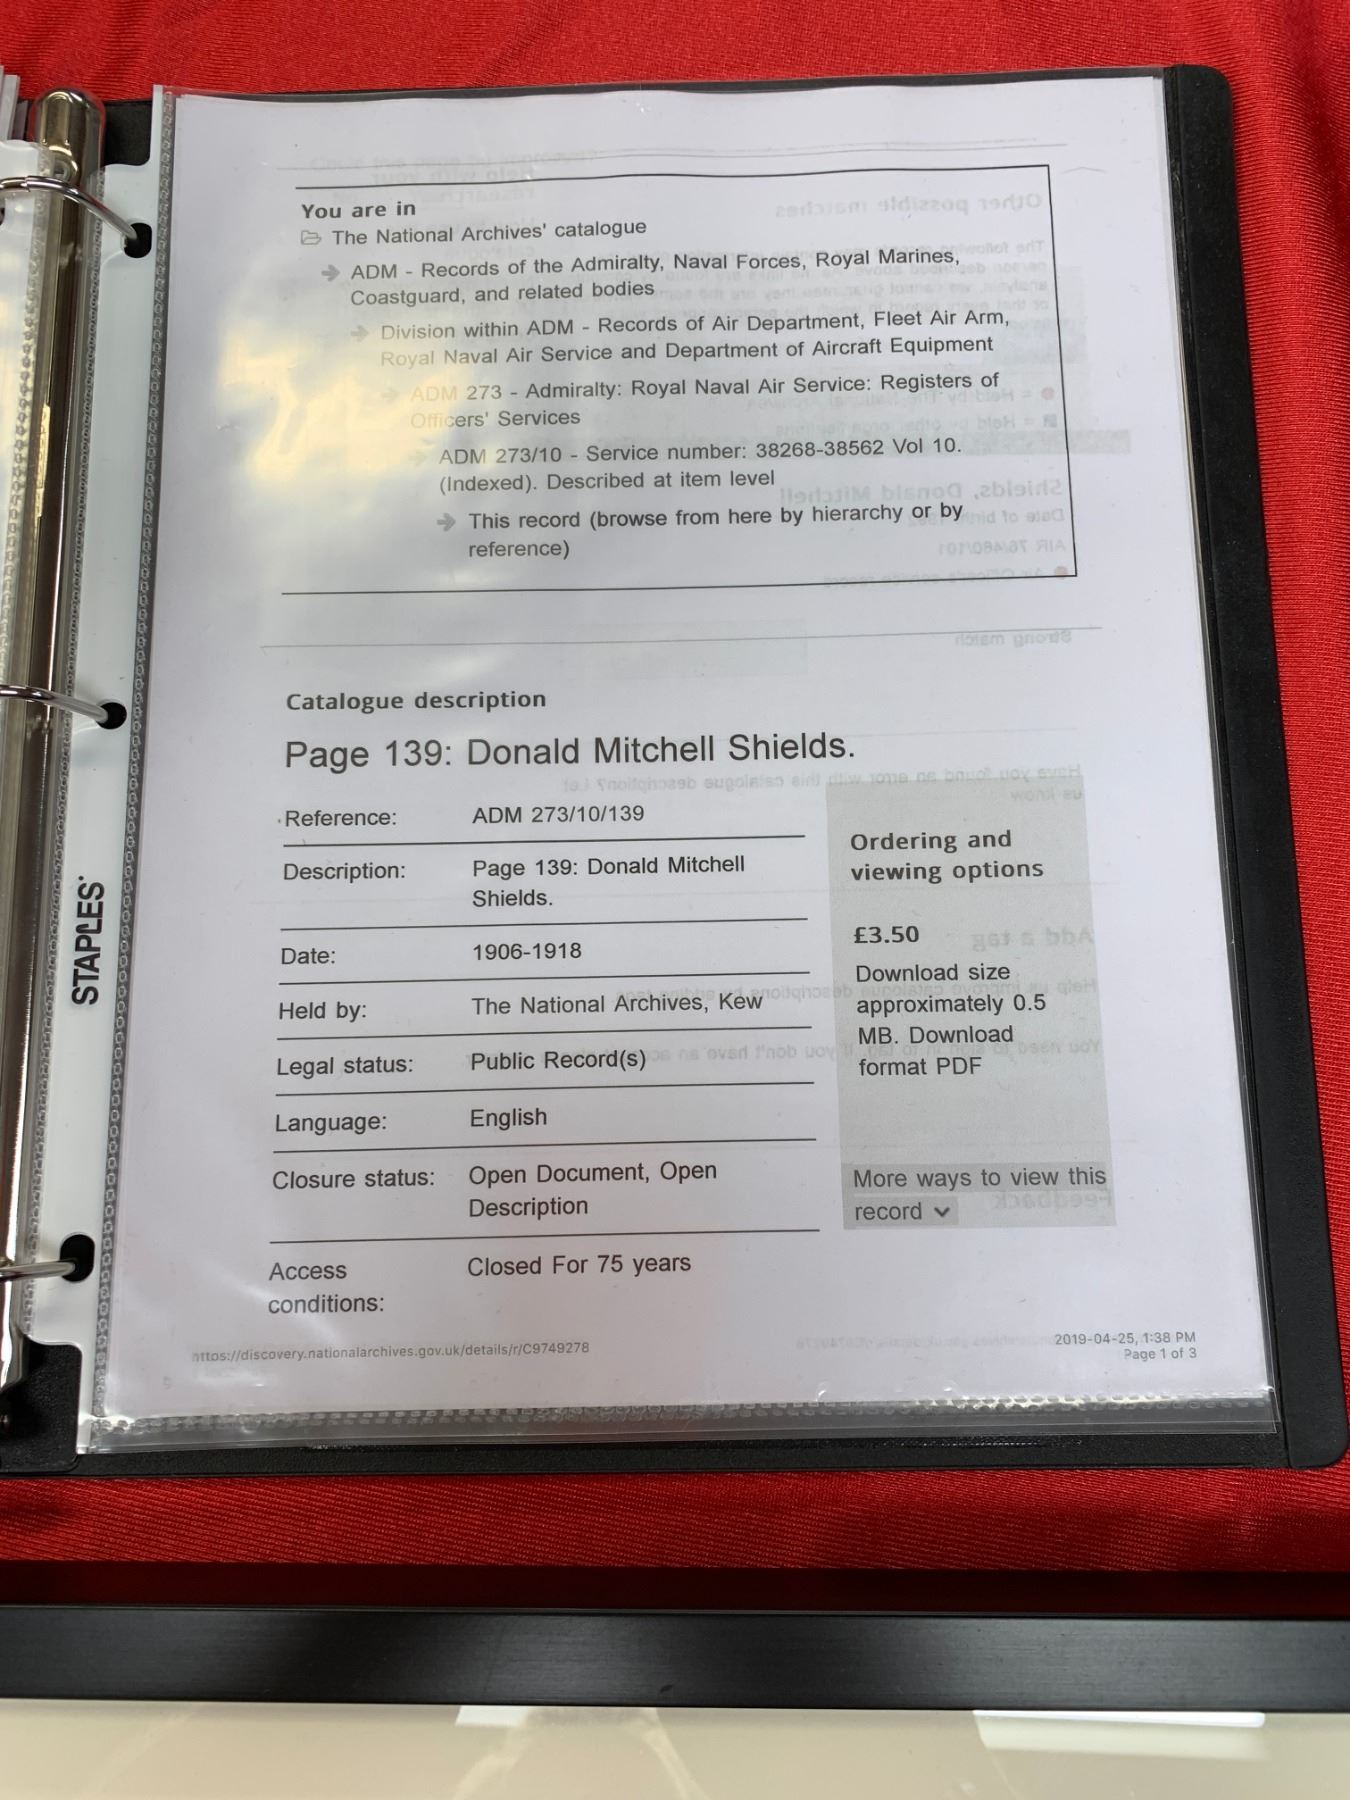 You are in
The National Archives' catalogue
ADM - Records of the Admiralty, Naval Forces, Royal Marines,
Coastguard, and related bodies
Division within ADM - Records of Air Department, Fleet Air Arm,
Royal Naval Air Service and Department of Aircraft Equipment
ADM 273 - Admiralty: Royal Naval Air Service: Registers of
Officers' Services
ADM 273/10 - Service number: 38268-38562 Vol 10.
(Indexed). Described at item level
This record (browse from here by hierarchy or by
reference)
Catalogue description
Page 139: Donald Mitchell Shields.
Reference: ADM 273/10/139
Description: Page 139: Donald Mitchell
Shields.
Date: 1906-1918
Held by: The National Archives, Kew
Legal status: Public Record(s)
Language: English
Closure status: Open Document, Open
Description
Access
conditions:
Closed For 75 years
Ordering and
viewing options
£3.50
Download size
approximately 0.5
MB. Download
format PDF
More ways to view this
record
https://discovery.nationalarchives.gov.uk/details/r/C9749278
2019-04-25, 1:38 PM
Page 1 of 3
STAPLES